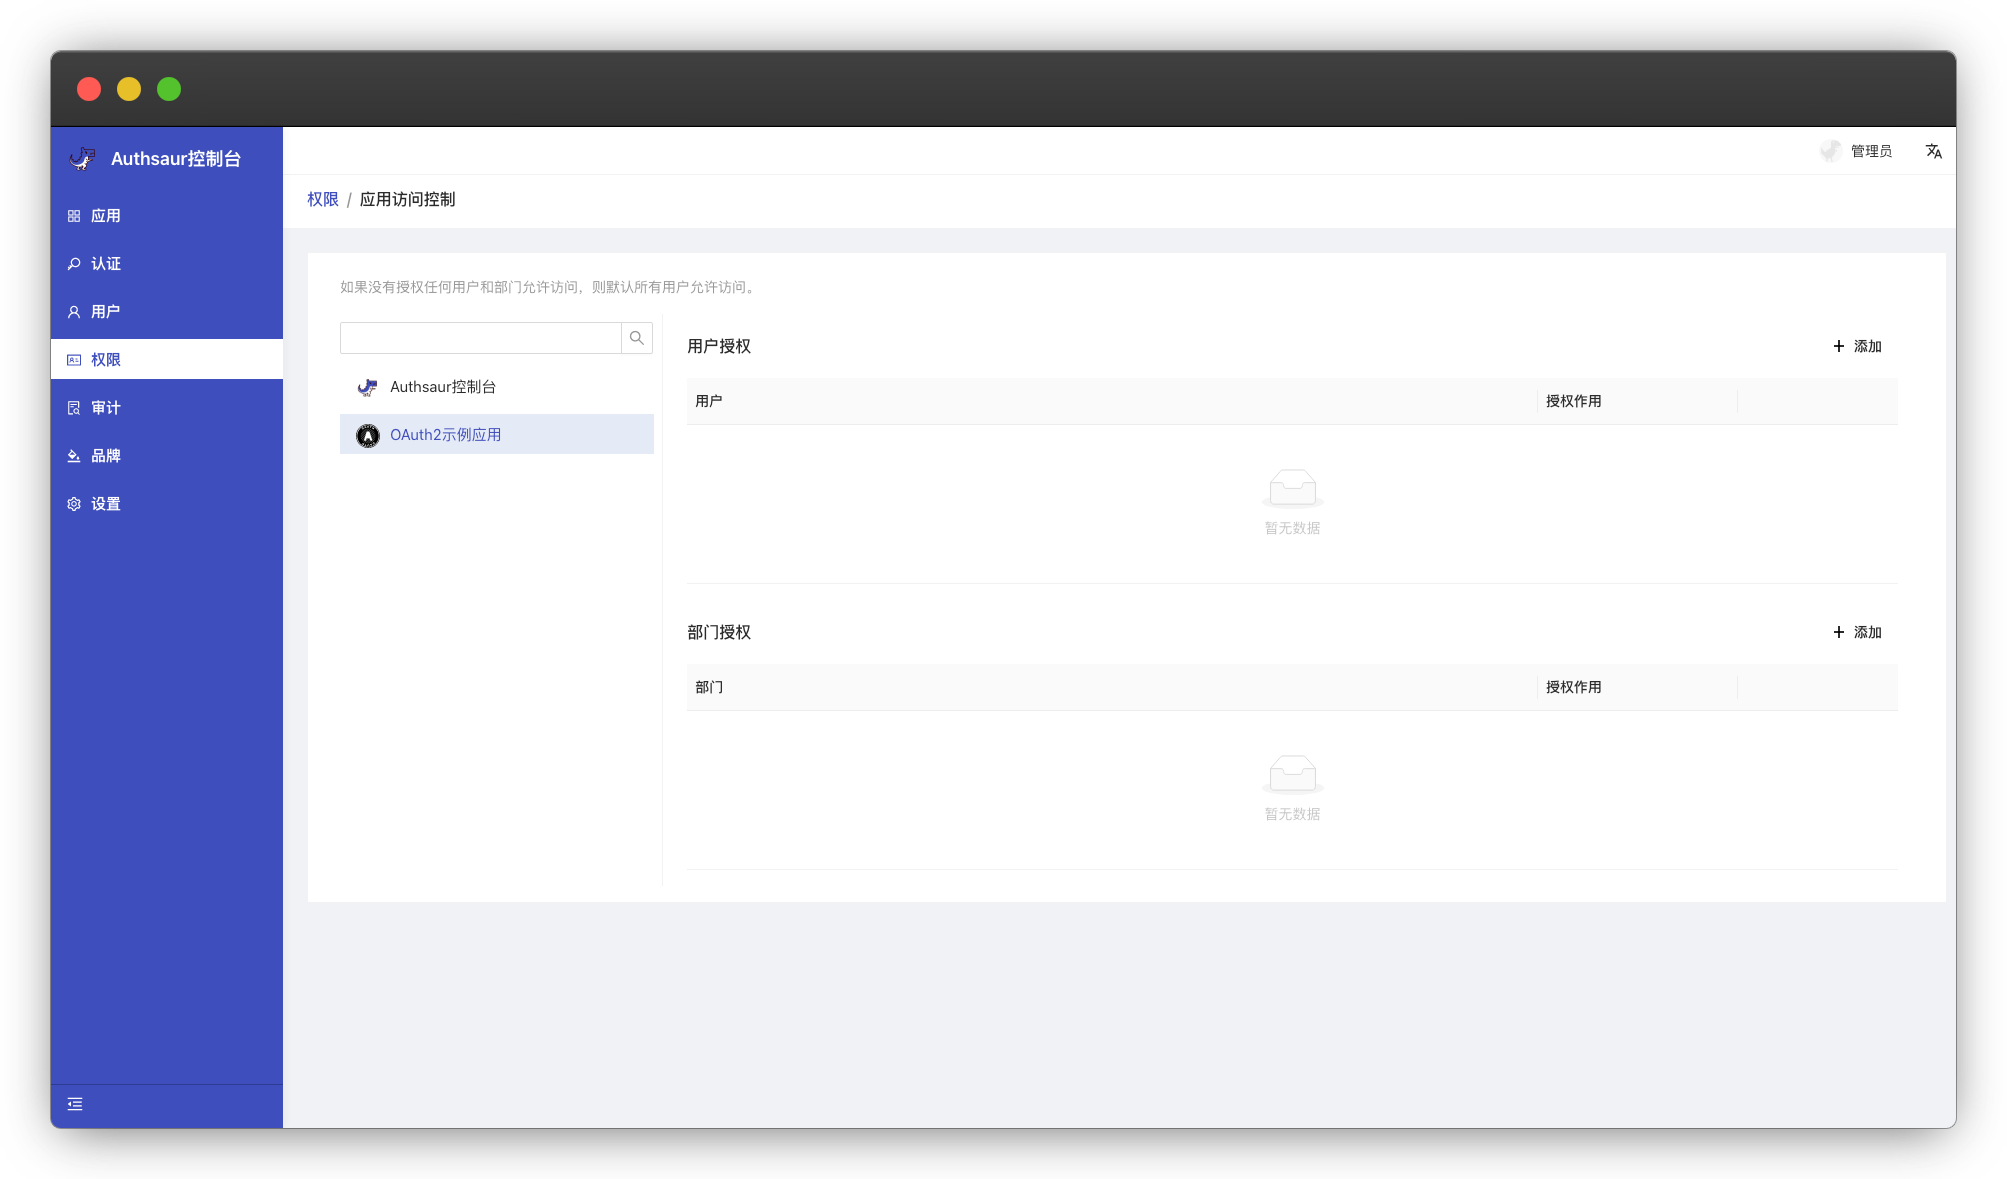 Authsaur控制台
管理员
应用
认证
用户
权限
审计
品牌
设置
权限 / 应用访问控制
如果没有授权任何用户和部门允许访问，则默认所有用户允许访问。
Authsaur控制台
OAuth2示例应用
用户授权
添加
用户
授权作用
暂无数据
部门授权
添加
部门
授权作用
暂无数据